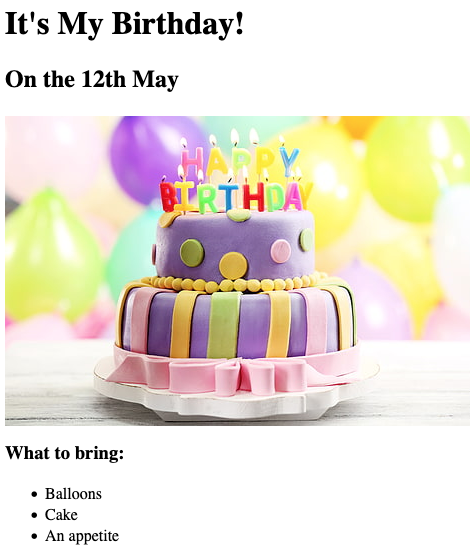 It's My Birthday!
On the 12th May
HAPPY
BIRTHDAY
What to bring:
Balloons
Cake
An appetite